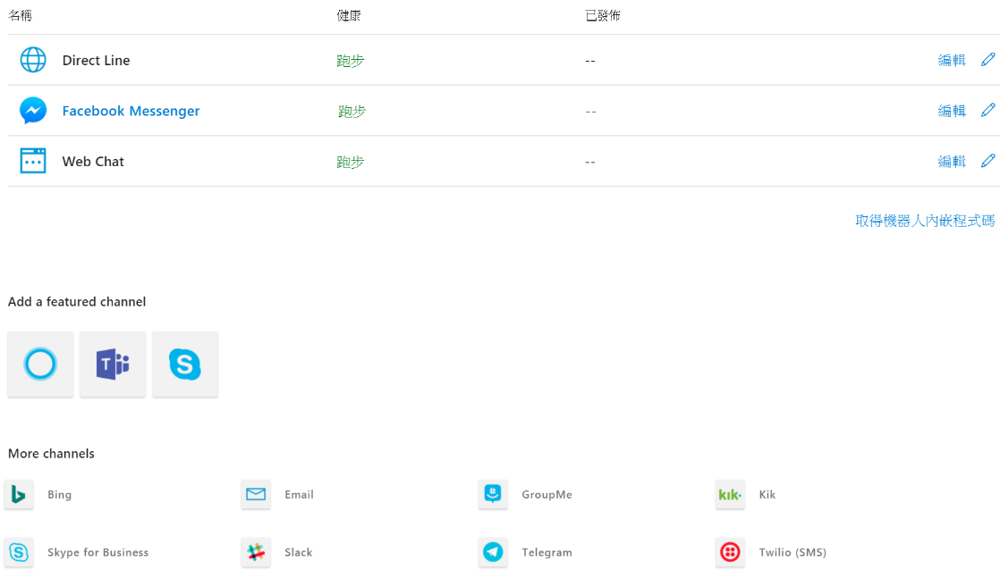 名稱 健康 已發佈
Direct Line 跑步 -- 編輯
Facebook Messenger 跑步 -- 編輯
Web Chat 跑步 -- 編輯
取得機器人內嵌程式碼
Add a featured channel
More channels
Bing Email GroupMe kik Kik
Skype for Business Slack Telegram Twilio (SMS)